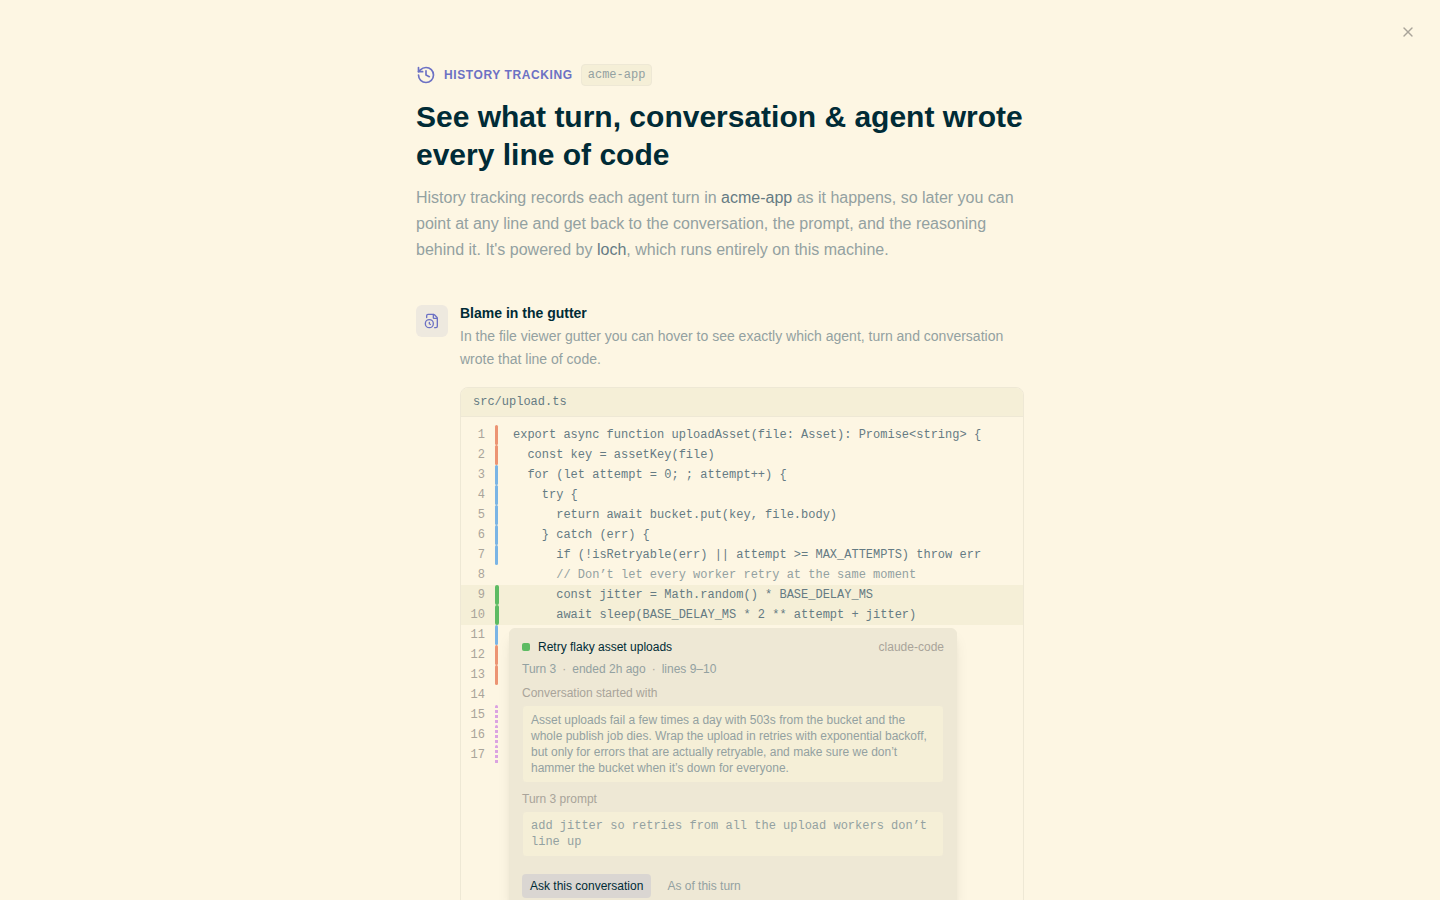 HISTORY TRACKING acme-app
See what turn, conversation & agent wrote
every line of code
History tracking records each agent turn in acme-app as it happens, so later you can
point at any line and get back to the conversation, the prompt, and the reasoning
behind it. It's powered by loch, which runs entirely on this machine.
Blame in the gutter
In the file viewer gutter you can hover to see exactly which agent, turn and conversation
wrote that line of code.
src/upload.ts
1 export async function uploadAsset(file: Asset): Promise<string> {
2 const key = assetKey(file)
3 for (let attempt = 0; ; attempt++) {
4 try {
5 return await bucket.put(key, file.body)
6 } catch (err) {
7 if (!isRetryable(err) || attempt >= MAX_ATTEMPTS) throw err
8 // Don’t let every worker retry at the same moment
9 const jitter = Math.random() * BASE_DELAY_MS
10 await sleep(BASE_DELAY_MS * 2 ** attempt + jitter)
11
12
13
14
15
16
17
Retry flaky asset uploads claude-code
Turn 3 · ended 2h ago · lines 9–10
Conversation started with
Asset uploads fail a few times a day with 503s from the bucket and the
whole publish job dies. Wrap the upload in retries with exponential backoff,
but only for errors that are actually retryable, and make sure we don’t
hammer the bucket when it’s down for everyone.
Turn 3 prompt
add jitter so retries from all the upload workers don’t
line up
Ask this conversation As of this turn